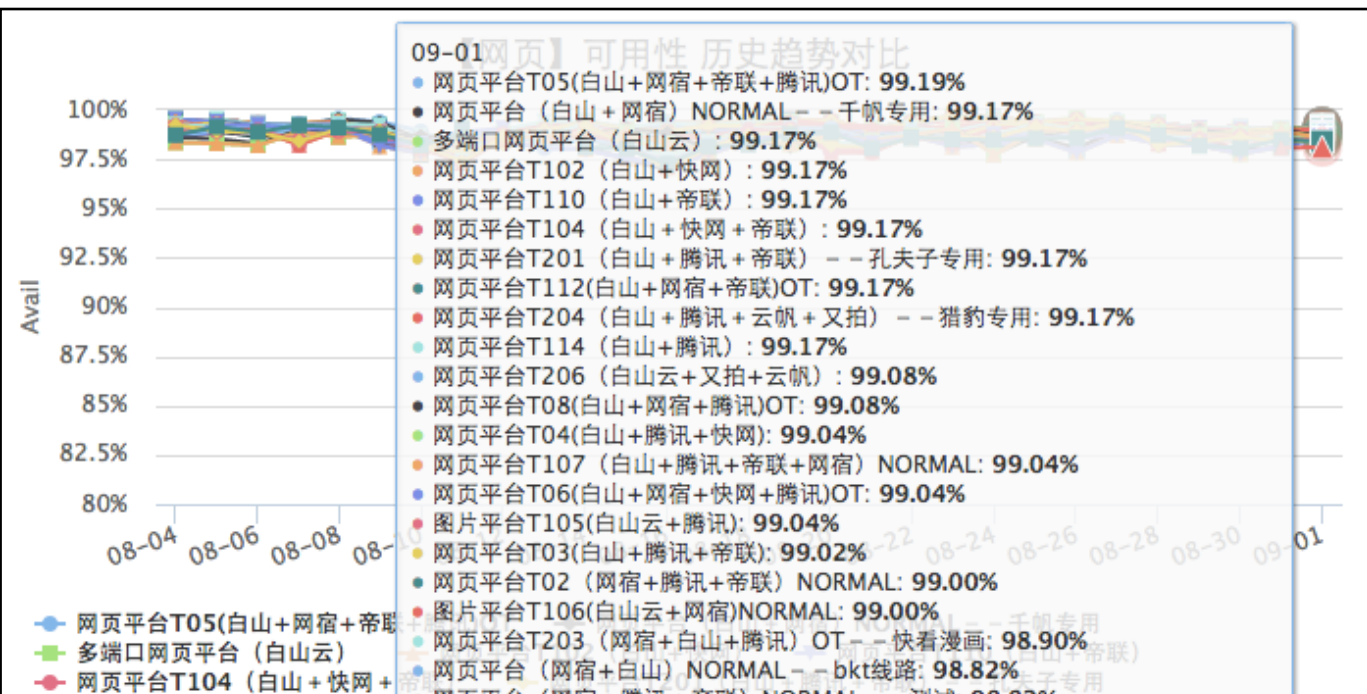 【网页】可用性 历史趋势对比
09-01
网页平台T05(白山+网宿+帝联+腾讯)OT: 99.19%
网页平台（白山+网宿）NORMAL--千帆专用: 99.17%
多端口网页平台（白山云）: 99.17%
网页平台T102（白山+快网）: 99.17%
网页平台T110（白山+帝联）: 99.17%
网页平台T104（白山+快网+帝联）: 99.17%
网页平台T201（白山+腾讯+帝联）--孔夫子专用: 99.17%
网页平台T112(白山+网宿+帝联)OT: 99.17%
网页平台T204（白山+腾讯+云帆+又拍）--猎豹专用: 99.17%
网页平台T114（白山+腾讯）: 99.17%
网页平台T206（白山云+又拍+云帆）: 99.08%
网页平台T08(白山+网宿+腾讯)OT: 99.08%
网页平台T04(白山+腾讯+快网): 99.04%
网页平台T107（白山+腾讯+帝联+网宿）NORMAL: 99.04%
网页平台T06(白山+网宿+快网+腾讯)OT: 99.04%
图片平台T105(白山云+腾讯): 99.04%
网页平台T03(白山+腾讯+帝联): 99.02%
网页平台T02（网宿+腾讯+帝联）NORMAL: 99.00%
图片平台T106(白山云+网宿)NORMAL: 99.00%
网页平台T203（网宿+白山+腾讯）OT--快看漫画: 98.90%
网页平台（网宿+白山）NORMAL--bkt线路: 98.82%
Avail
100%
97.5%
95%
92.5%
90%
87.5%
85%
82.5%
80%
08-04 08-06 08-08 08-10 08-12 08-14 08-16 08-18 08-20 08-22 08-24 08-26 08-28 08-30 09-01
网页平台T05(白山+网宿+帝联
多端口网页平台（白山云）
网页平台T104（白山+快网+